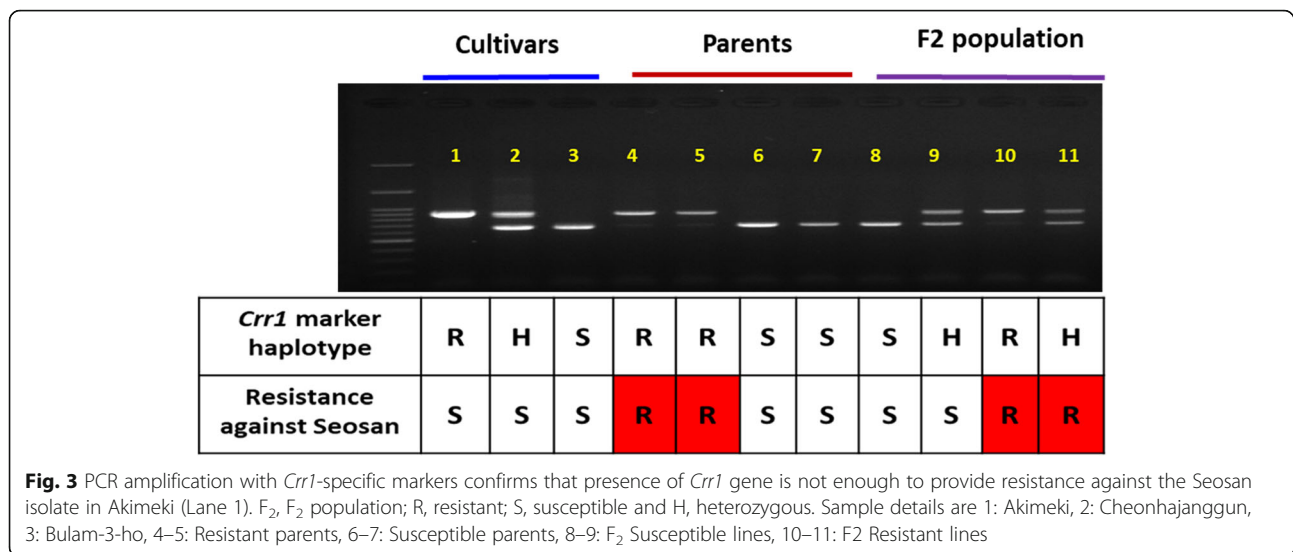 Cultivars Parents F2 population
1 2 3 4 5 6 7 8 9 10 11
Crr1 marker haplotype R H S R R S S S H R H
Resistance against Seosan S S S R R S S S S R R
Fig. 3 PCR amplification with Crr1-specific markers confirms that presence of Crr1 gene is not enough to provide resistance against the Seosan
isolate in Akimeki (Lane 1). F₂, F₂ population; R, resistant; S, susceptible and H, heterozygous. Sample details are 1: Akimeki, 2: Cheonhajanggun,
3: Bulam-3-ho, 4–5: Resistant parents, 6–7: Susceptible parents, 8–9: F₂ Susceptible lines, 10–11: F2 Resistant lines